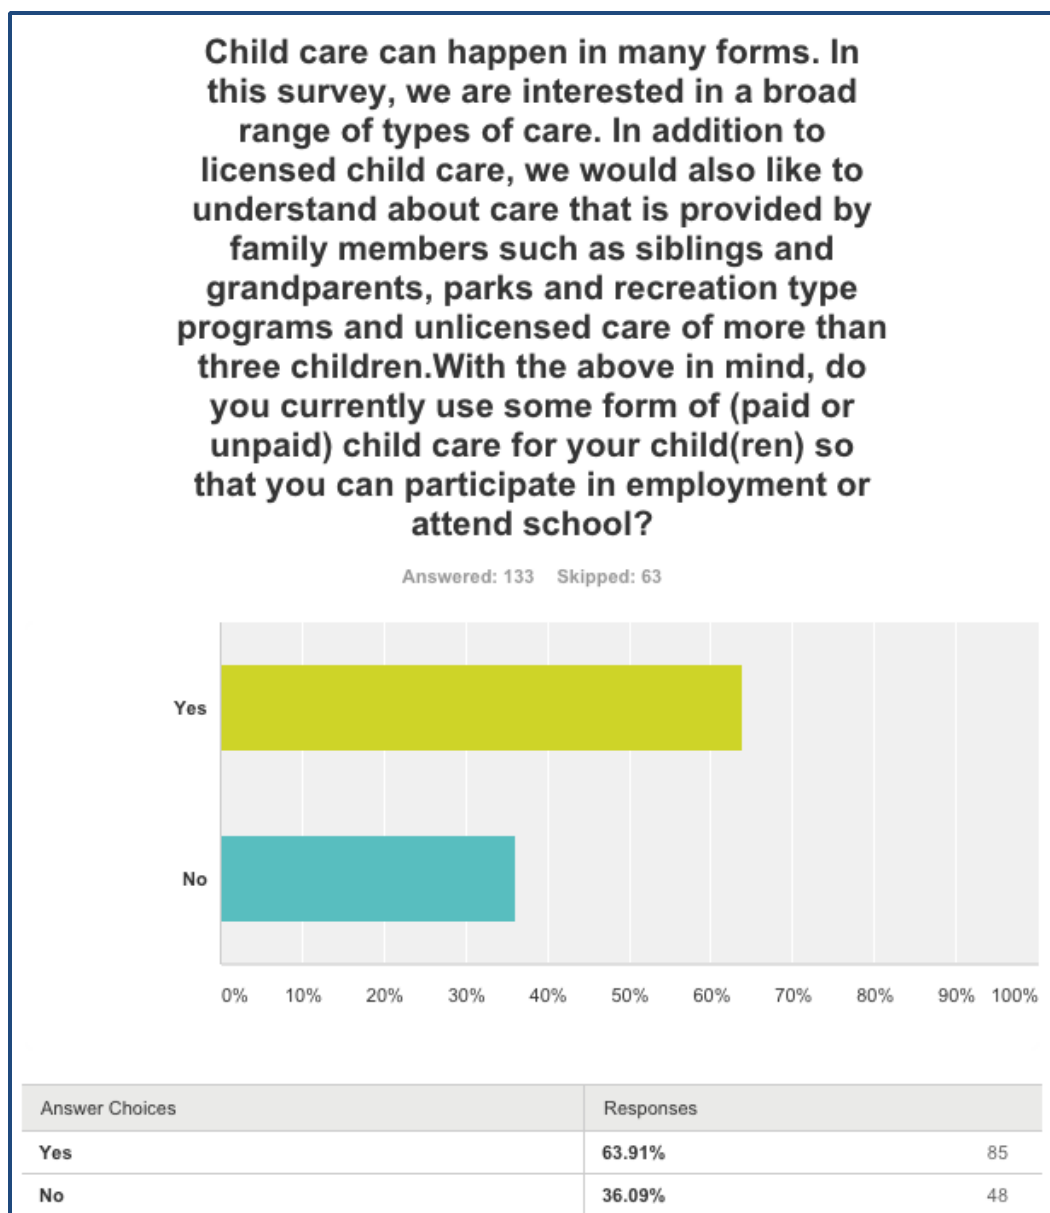 Child care can happen in many forms. In
this survey, we are interested in a broad
range of types of care. In addition to
licensed child care, we would also like to
understand about care that is provided by
family members such as siblings and
grandparents, parks and recreation type
programs and unlicensed care of more than
three children.With the above in mind, do
you currently use some form of (paid or
unpaid) child care for your child(ren) so
that you can participate in employment or
attend school?
Answered: 133 Skipped: 63
Yes
No
0% 10% 20% 30% 40% 50% 60% 70% 80% 90% 100%
Answer Choices Responses
Yes 63.91% 85
No 36.09% 48